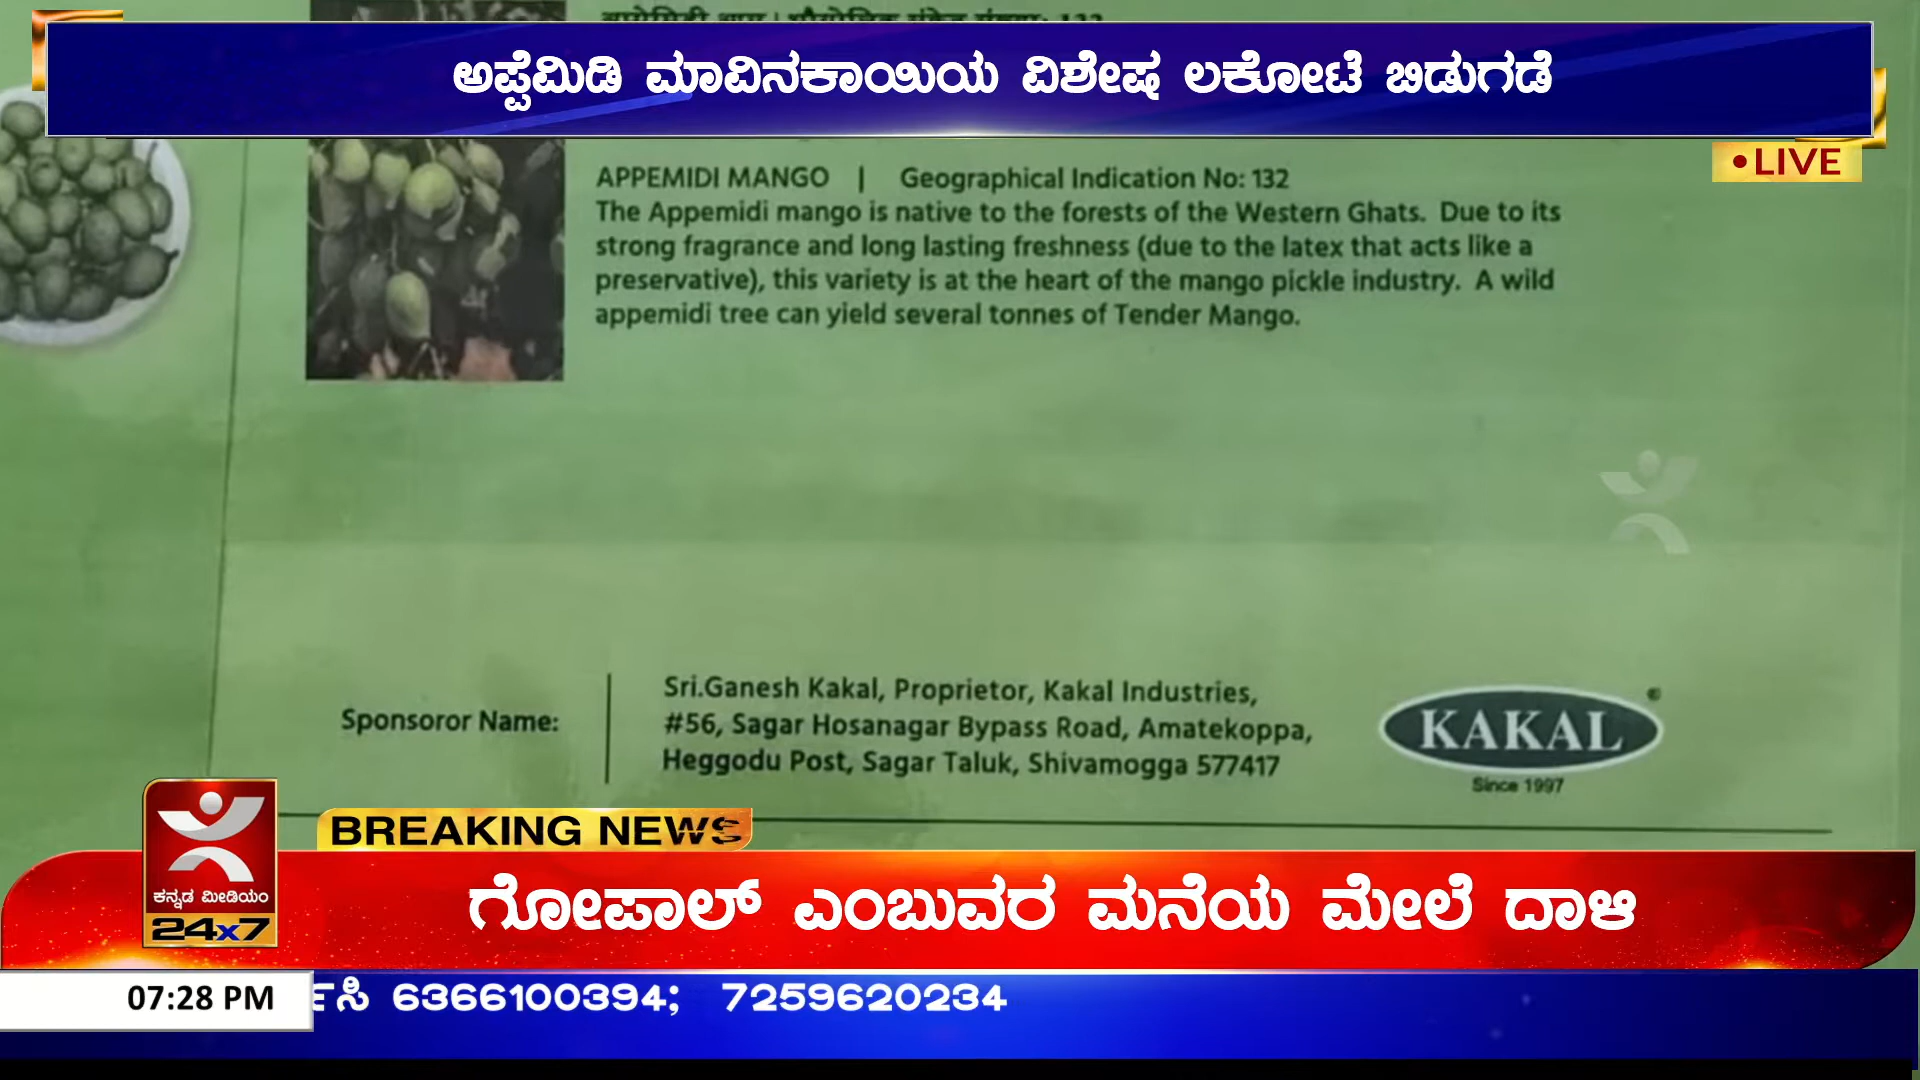 ಅಪ್ಪೆಮಿಡಿ ಮಾವಿನಕಾಯಿಯ ವಿಶೇಷ ಲಕೋಟೆ ಬಿಡುಗಡೆ
•LIVE
APPEMIDI MANGO | Geographical Indication No: 132
The Appemidi mango is native to the forests of the Western Ghats. Due to its
strong fragrance and long lasting freshness (due to the latex that acts like a
preservative), this variety is at the heart of the mango pickle industry. A wild
appemidi tree can yield several tonnes of Tender Mango.
Sponsoror Name:
Sri.Ganesh Kakal, Proprietor, Kakal Industries,
#56, Sagar Hosanagar Bypass Road, Amatekoppa,
Heggodu Post, Sagar Taluk, Shivamogga 577417
KAKAL
Since 1997
BREAKING NEWS
ಕನ್ನಡ ಮೀಡಿಯಂ
24x7
ಗೋಪಾಲ್ ಎಂಬುವರ ಮನೆಯ ಮೇಲೆ ದಾಳಿ
07:28 PM
6366100394; 7259620234